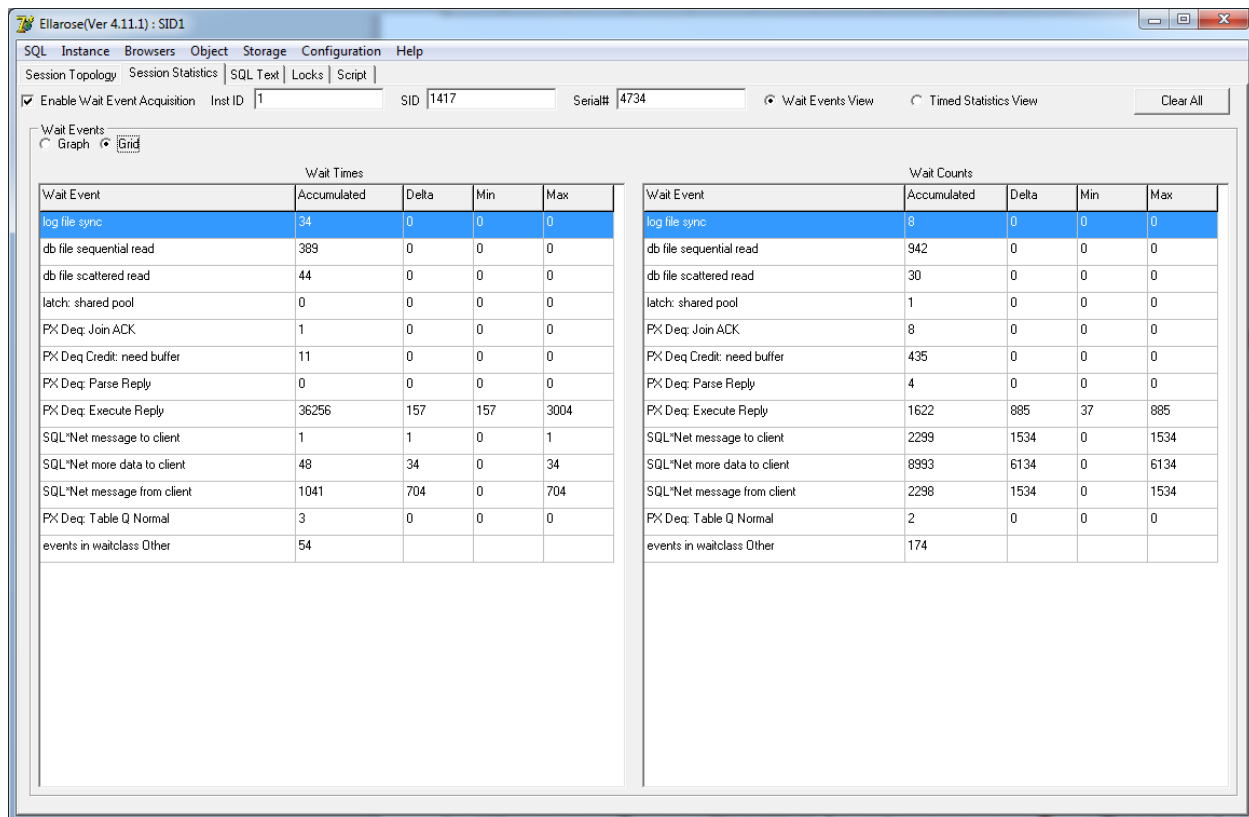 Ellarose(Ver 4.11.1) : SID1
SQL Instance Browsers Object Storage Configuration Help
Session Topology Session Statistics SQL Text Locks Script
Enable Wait Event Acquisition Inst ID 1 SID 1417 Serial# 4734 Wait Events View Timed Statistics View Clear All
Wait Events
Graph Grid
Wait Times
Wait Event Accumulated Delta Min Max
log file sync 34 0 0 0
db file sequential read 389 0 0 0
db file scattered read 44 0 0 0
latch: shared pool 0 0 0 0
PX Deq: Join ACK 1 0 0 0
PX Deq Credit: need buffer 11 0 0 0
PX Deq: Parse Reply 0 0 0 0
PX Deq: Execute Reply 36256 157 157 3004
SQL*Net message to client 1 1 0 1
SQL*Net more data to client 48 34 0 34
SQL*Net message from client 1041 704 0 704
PX Deq: Table Q Normal 3 0 0 0
events in waitclass Other 54
Wait Counts
Wait Event Accumulated Delta Min Max
log file sync 8 0 0 0
db file sequential read 942 0 0 0
db file scattered read 30 0 0 0
latch: shared pool 1 0 0 0
PX Deq: Join ACK 8 0 0 0
PX Deq Credit: need buffer 435 0 0 0
PX Deq: Parse Reply 4 0 0 0
PX Deq: Execute Reply 1622 885 37 885
SQL*Net message to client 2299 1534 0 1534
SQL*Net more data to client 8993 6134 0 6134
SQL*Net message from client 2298 1534 0 1534
PX Deq: Table Q Normal 2 0 0 0
events in waitclass Other 174